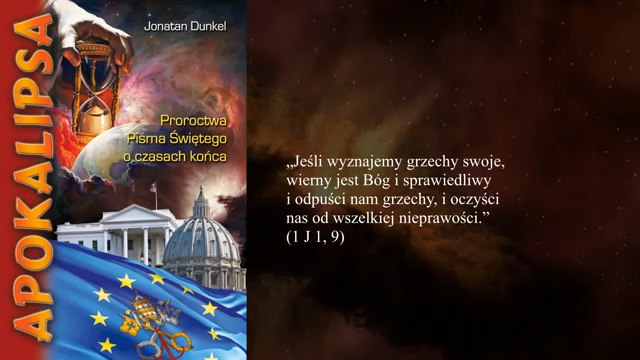 APOKALIPSA
Jonatan Dunkel
Proroctwa
Pisma Świętego
o czasach końca
„Jeśli wyznajemy grzechy swoje,
wierny jest Bóg i sprawiedliwy
i odpuści nam grzechy, i oczyści
nas od wszelkiej nieprawości.”
(1 J 1, 9)